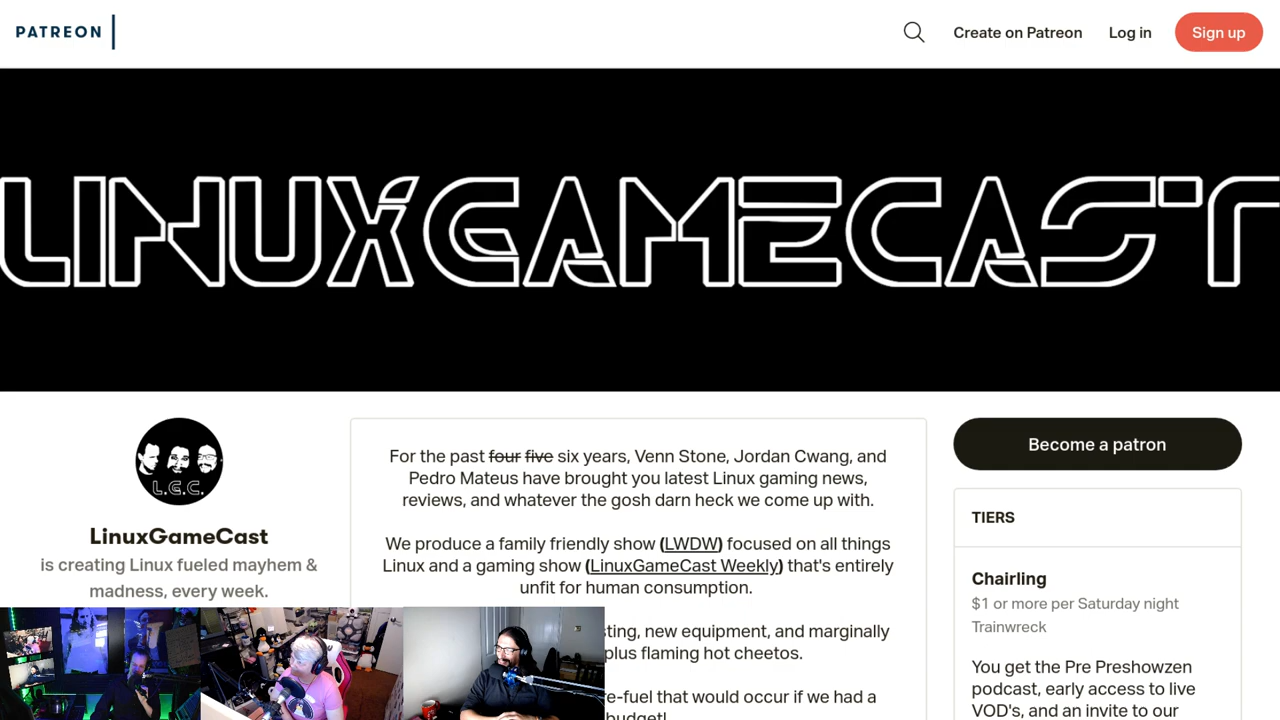 PATREON
Create on Patreon
Log in
Sign up
LINUXGAMECAST
L.G.C.
LinuxGameCast
is creating Linux fueled mayhem &
madness, every week.
For the past four five six years, Venn Stone, Jordan Cwang, and
Pedro Mateus have brought you latest Linux gaming news,
reviews, and whatever the gosh darn heck we come up with.
We produce a family friendly show (LWDW) focused on all things
Linux and a gaming show (LinuxGameCast Weekly) that's entirely
unfit for human consumption.
sting, new equipment, and marginally
plus flaming hot cheetos.
re-fuel that would occur if we had a
budget!
Become a patron
TIERS
Chairling
$1 or more per Saturday night
Trainwreck
You get the Pre Preshowzen
podcast, early access to live
VOD's, and an invite to our